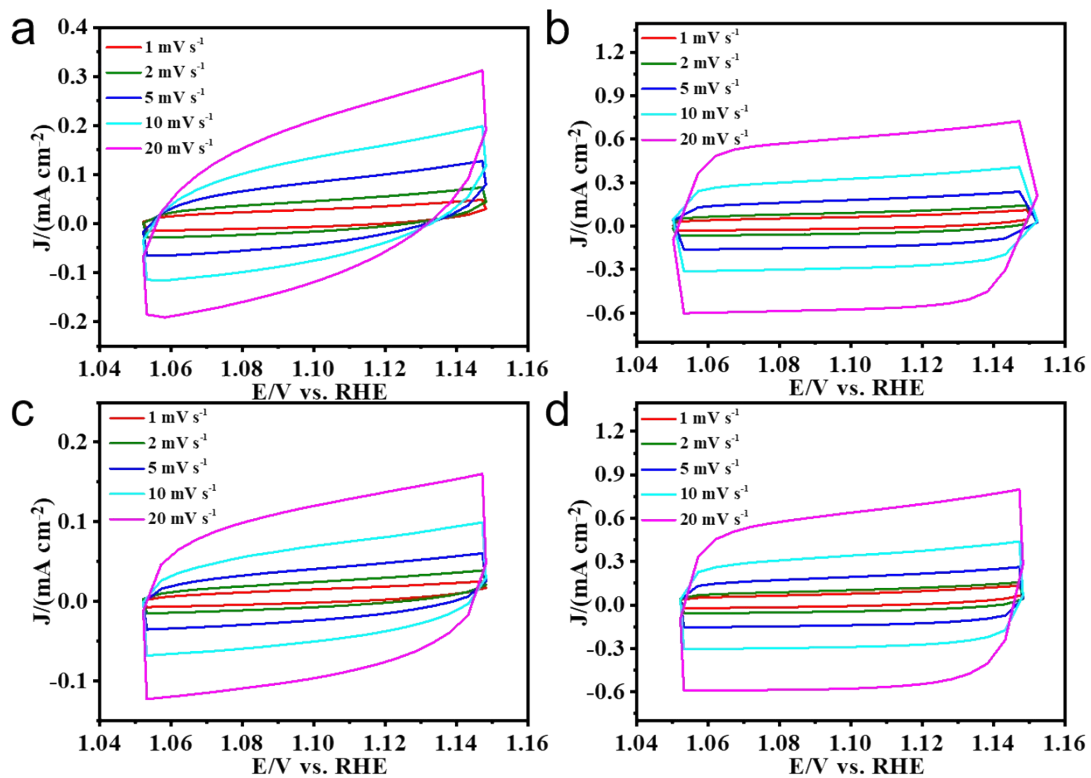 a
0.4
0.3
0.2
0.1
0.0
-0.1
-0.2
J/(mA cm⁻²)
1 mV s⁻¹
2 mV s⁻¹
5 mV s⁻¹
10 mV s⁻¹
20 mV s⁻¹
1.04 1.06 1.08 1.10 1.12 1.14 1.16
E/V vs. RHE
b
1.2
0.9
0.6
0.3
0.0
-0.3
-0.6
J/(mA cm⁻²)
1 mV s⁻¹
2 mV s⁻¹
5 mV s⁻¹
10 mV s⁻¹
20 mV s⁻¹
1.04 1.06 1.08 1.10 1.12 1.14 1.16
E/V vs. RHE
c
0.2
0.1
0.0
-0.1
J/(mA cm⁻²)
1 mV s⁻¹
2 mV s⁻¹
5 mV s⁻¹
10 mV s⁻¹
20 mV s⁻¹
1.04 1.06 1.08 1.10 1.12 1.14 1.16
E/V vs. RHE
d
1.2
0.9
0.6
0.3
0.0
-0.3
-0.6
J/(mA cm⁻²)
1 mV s⁻¹
2 mV s⁻¹
5 mV s⁻¹
10 mV s⁻¹
20 mV s⁻¹
1.04 1.06 1.08 1.10 1.12 1.14 1.16
E/V vs. RHE